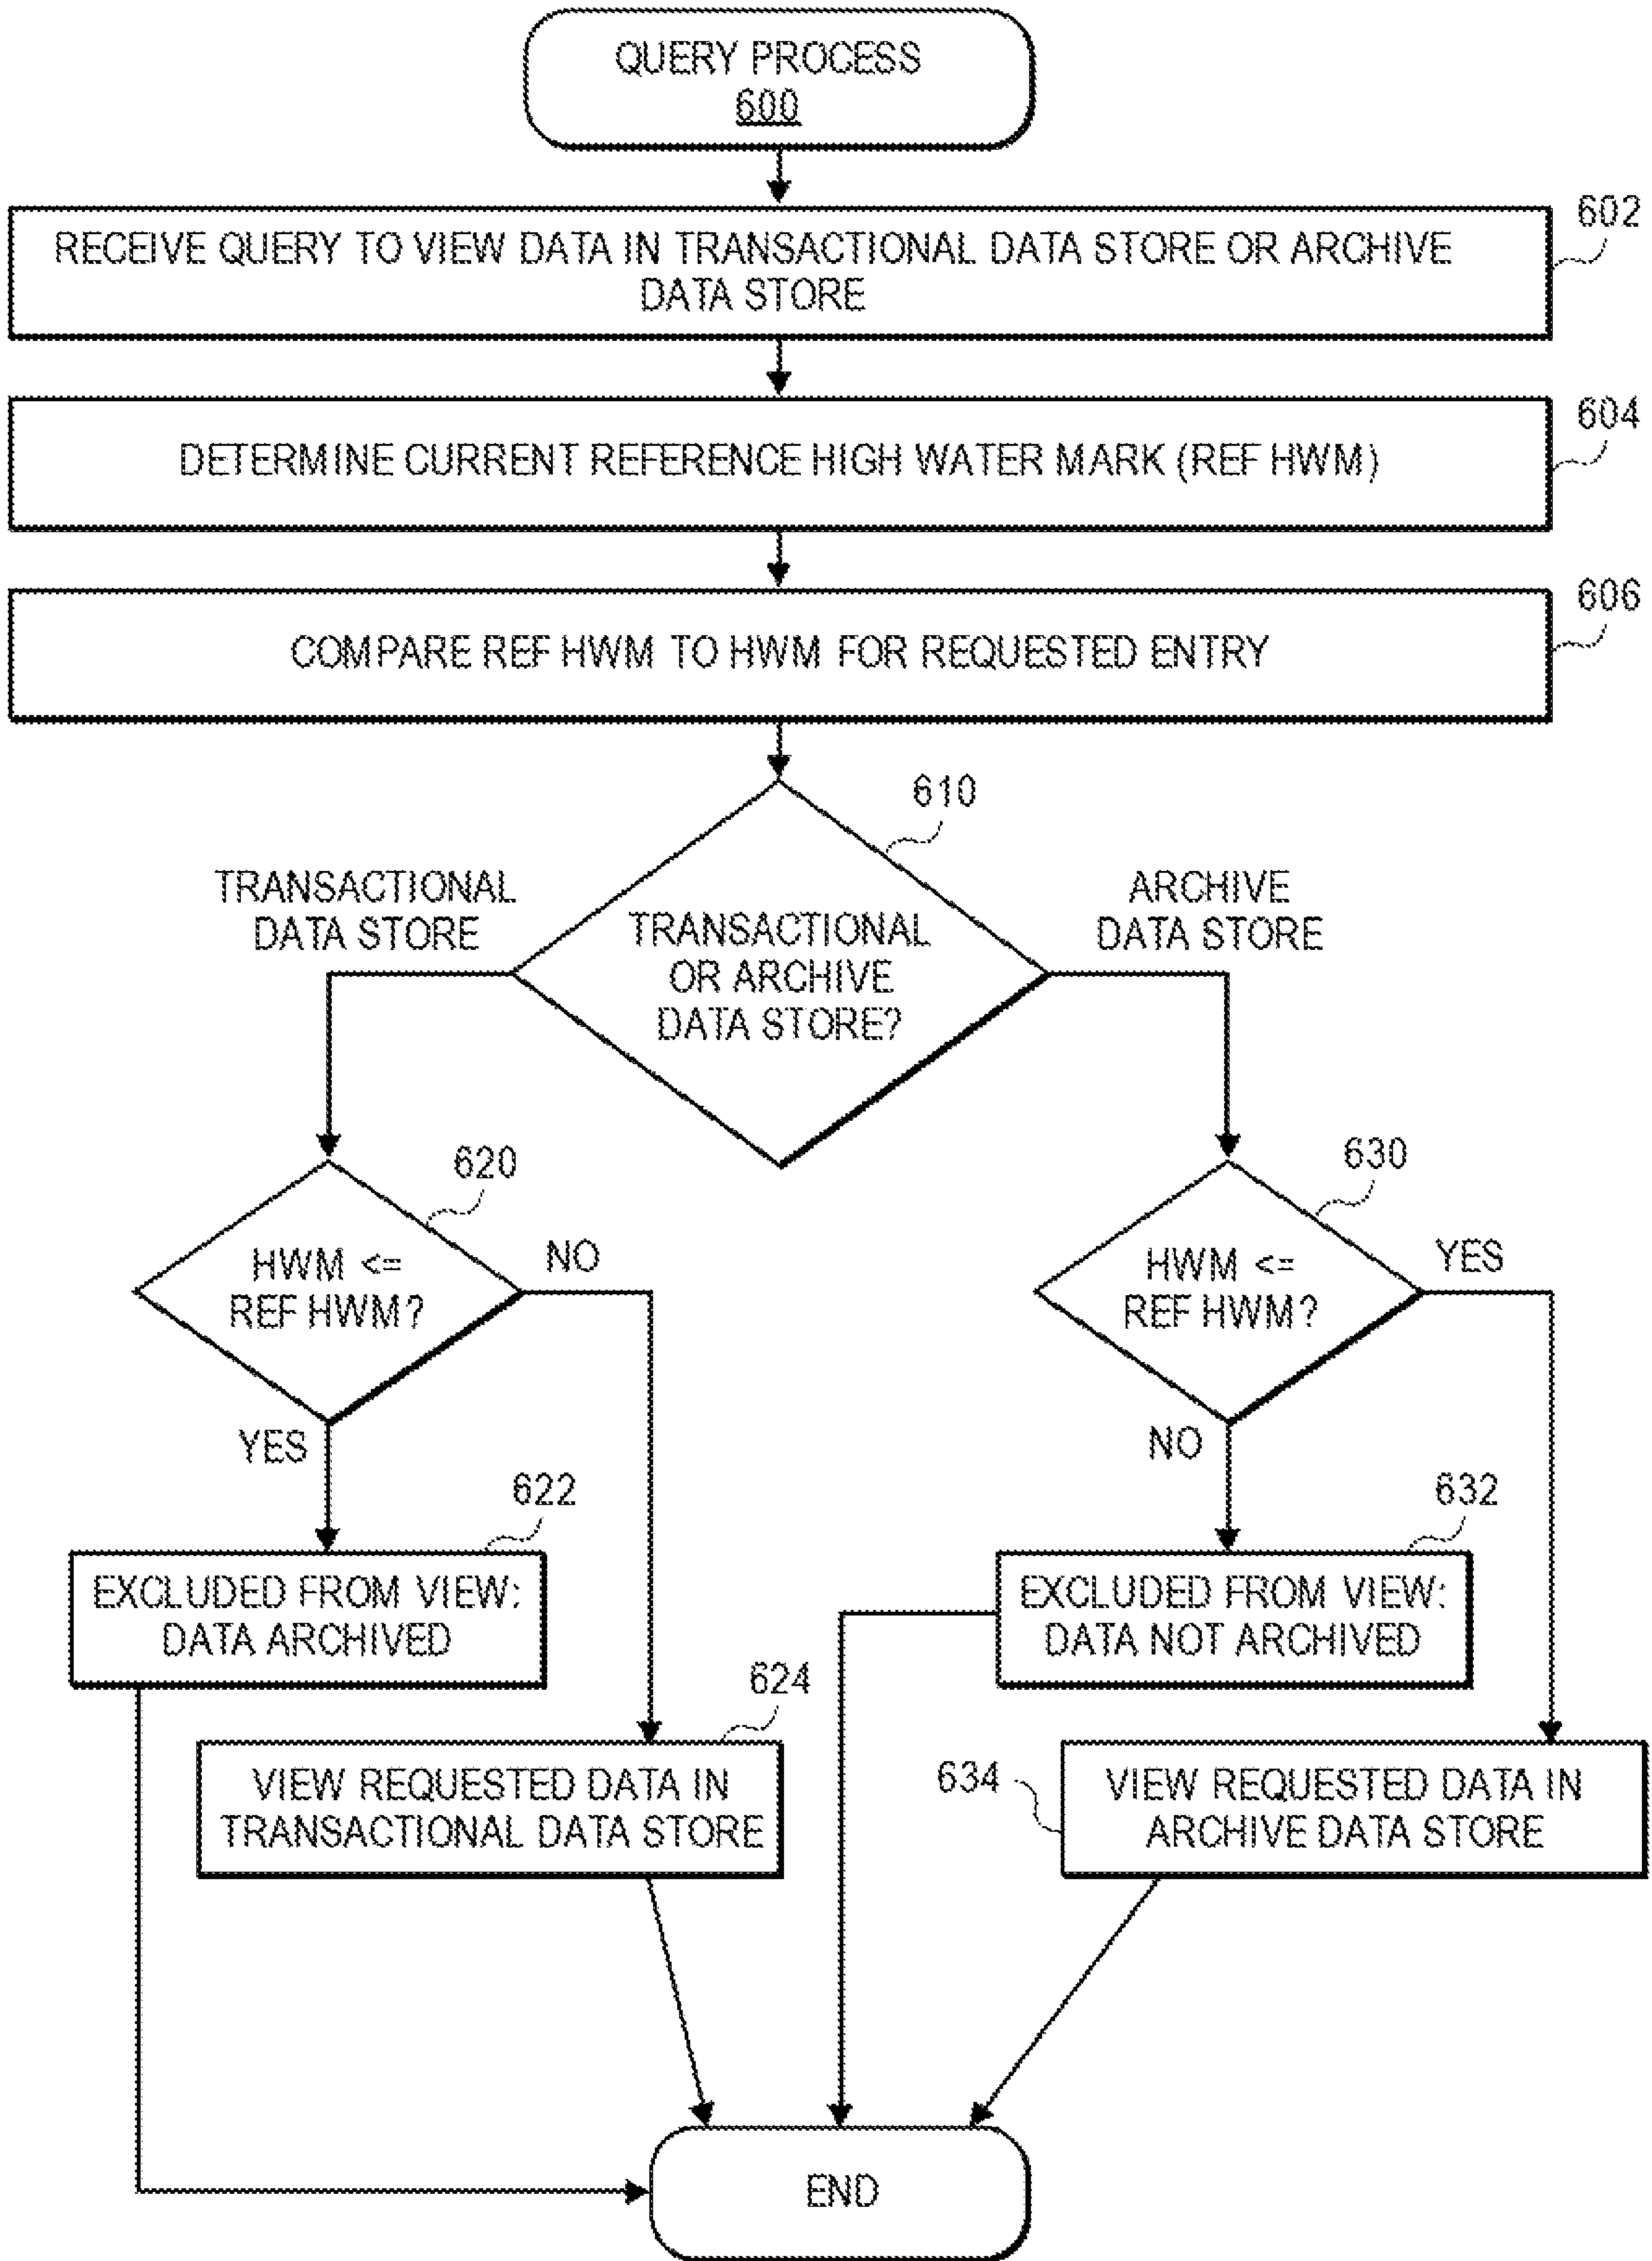 QUERY PROCESS
600
602
RECEIVE QUERY TO VIEW DATA IN TRANSACTIONAL DATA STORE OR ARCHIVE
DATA STORE
604
DETERMINE CURRENT REFERENCE HIGH WATER MARK (REF HWM)
606
COMPARE REF HWM TO HWM FOR REQUESTED ENTRY
610
TRANSACTIONAL
DATA STORE
TRANSACTIONAL
OR ARCHIVE
DATA STORE?
ARCHIVE
DATA STORE
620
HWM <=
REF HWM?
NO
YES
630
HWM <=
REF HWM?
YES
NO
622
EXCLUDED FROM VIEW:
DATA ARCHIVED
632
EXCLUDED FROM VIEW:
DATA NOT ARCHIVED
624
VIEW REQUESTED DATA IN
TRANSACTIONAL DATA STORE
634
VIEW REQUESTED DATA IN
ARCHIVE DATA STORE
END